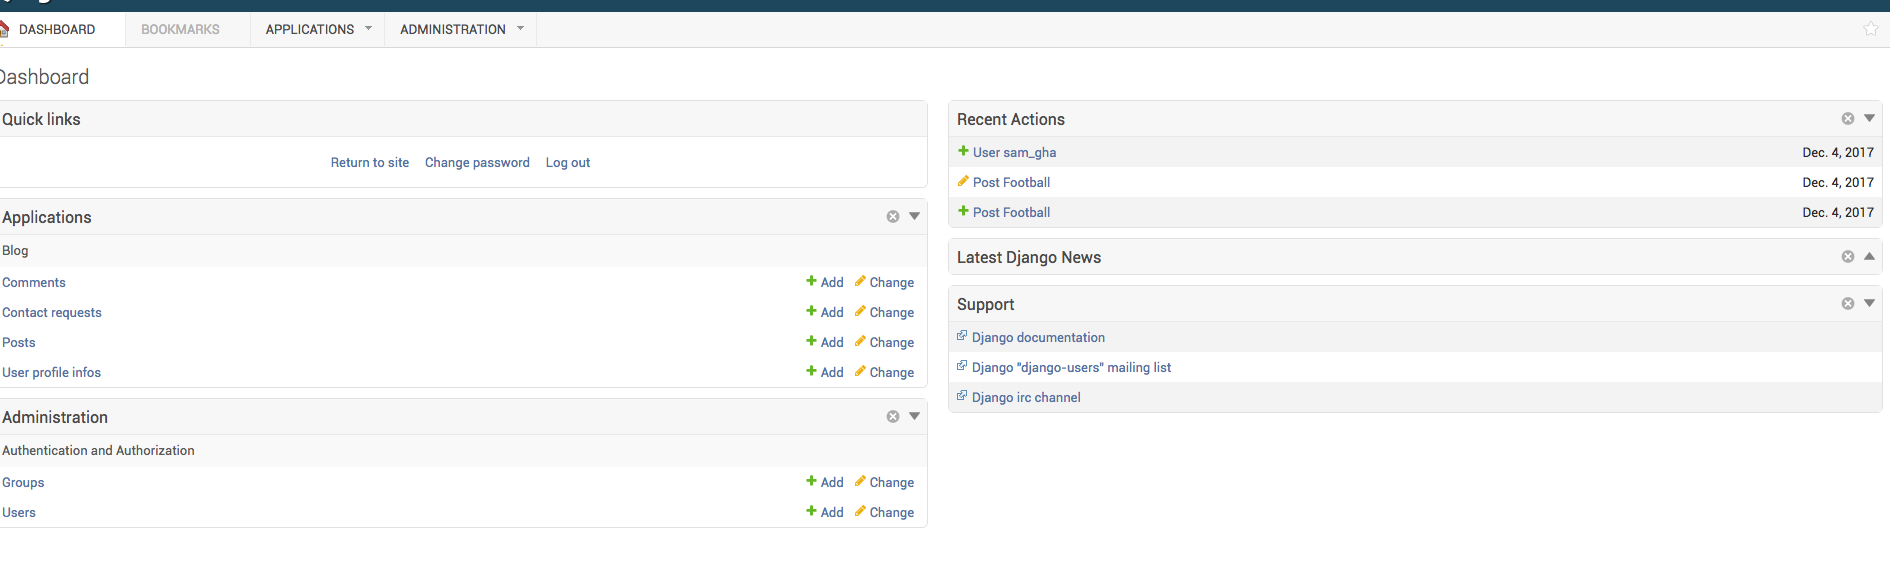 DASHBOARD BOOKMARKS APPLICATIONS ADMINISTRATION
Dashboard
Quick links
Return to site Change password Log out
Applications
Blog
Comments Add Change
Contact requests Add Change
Posts Add Change
User profile infos Add Change
Administration
Authentication and Authorization
Groups Add Change
Users Add Change
Recent Actions
User sam_gha Dec. 4, 2017
Post Football Dec. 4, 2017
Post Football Dec. 4, 2017
Latest Django News
Support
Django documentation
Django "django-users" mailing list
Django irc channel